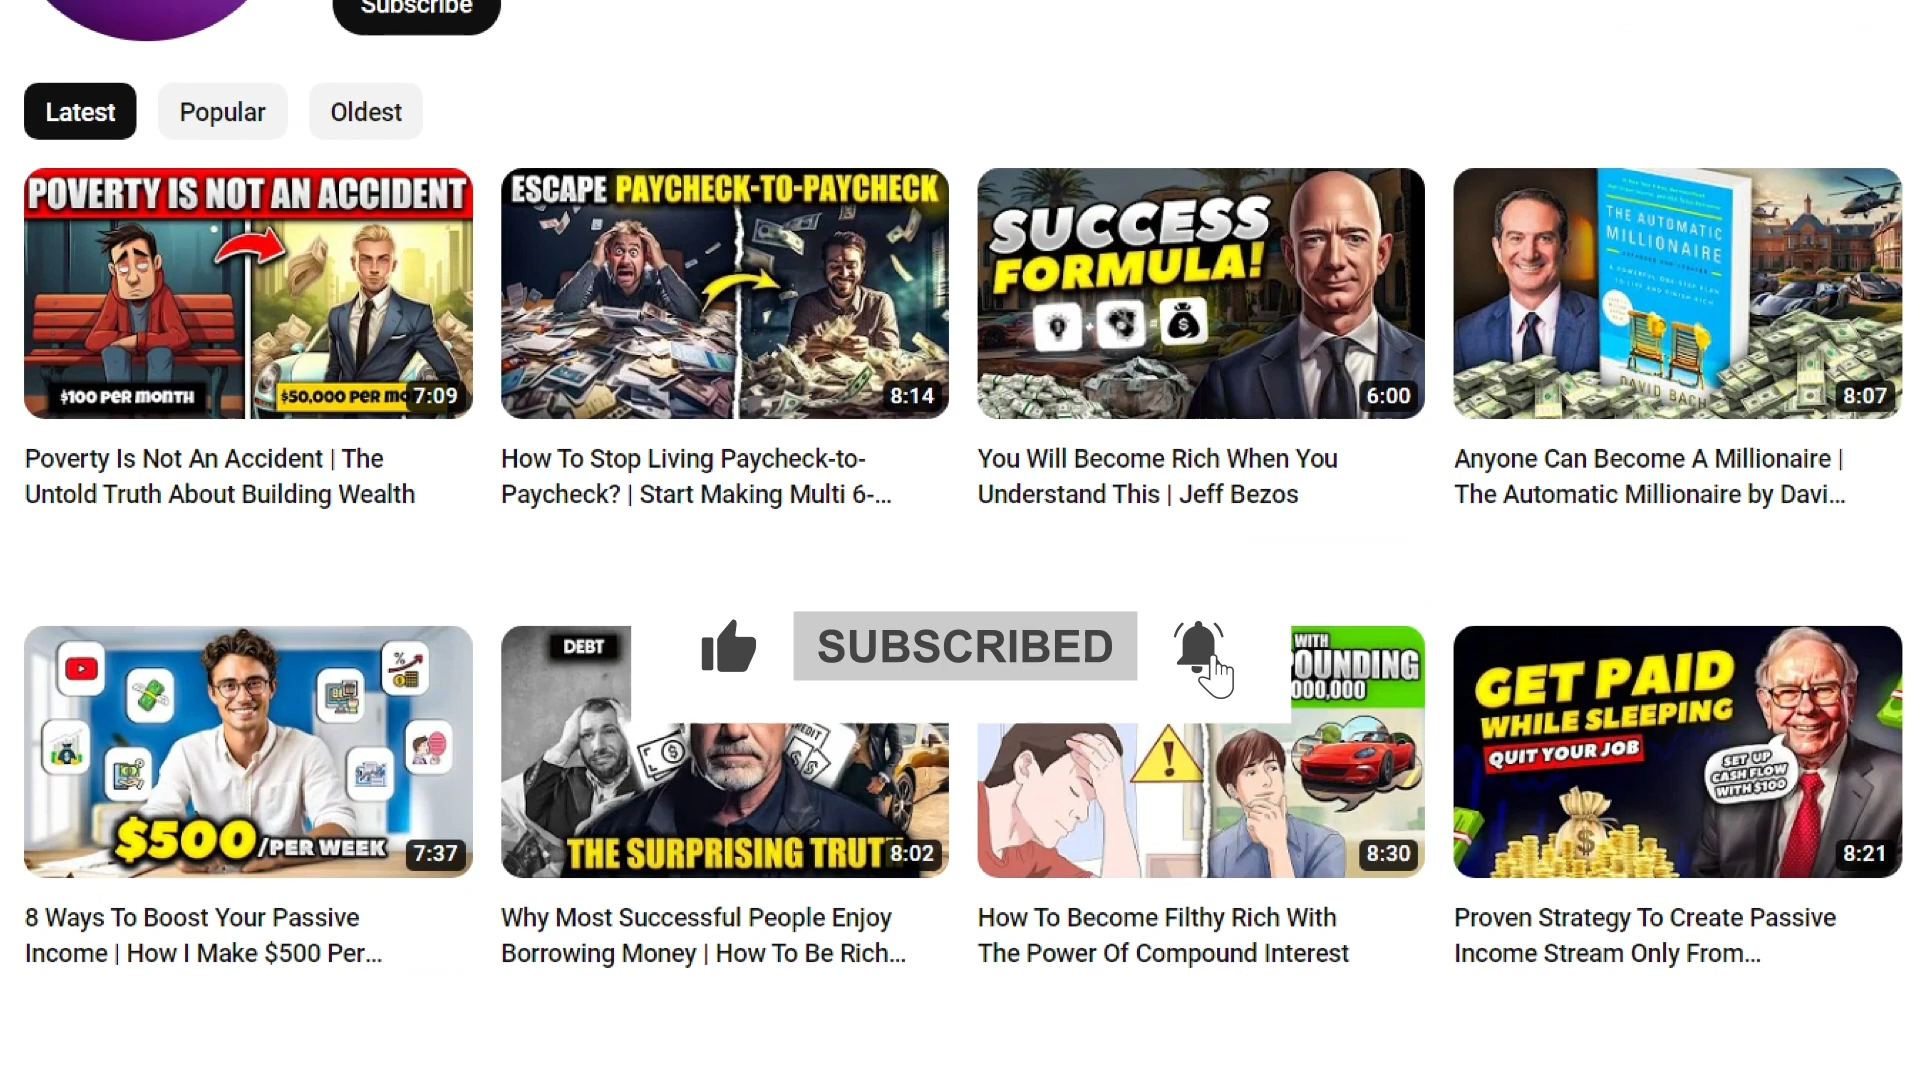 Subscribe
Latest
Popular
Oldest
POVERTY IS NOT AN ACCIDENT
$100 PER MONTH
$50,000 PER MO
7:09
ESCAPE PAYCHECK-TO-PAYCHECK
8:14
SUCCESS
FORMULA!
6:00
THE AUTOMATIC
MILLIONAIRE
DAVID BACH
8:07
Poverty Is Not An Accident | The
Untold Truth About Building Wealth
How To Stop Living Paycheck-to-
Paycheck? | Start Making Multi 6-...
You Will Become Rich When You
Understand This | Jeff Bezos
Anyone Can Become A Millionaire |
The Automatic Millionaire by Davi...
$500/PER WEEK
7:37
DEBT
SUBSCRIBED
THE SURPRISING TRUT
8:02
WITH
OUNDING
000,000
8:30
GET PAID
WHILE SLEEPING
QUIT YOUR JOB
SET UP
CASH FLOW
WITH $100
8:21
8 Ways To Boost Your Passive
Income | How I Make $500 Per...
Why Most Successful People Enjoy
Borrowing Money | How To Be Rich...
How To Become Filthy Rich With
The Power Of Compound Interest
Proven Strategy To Create Passive
Income Stream Only From...